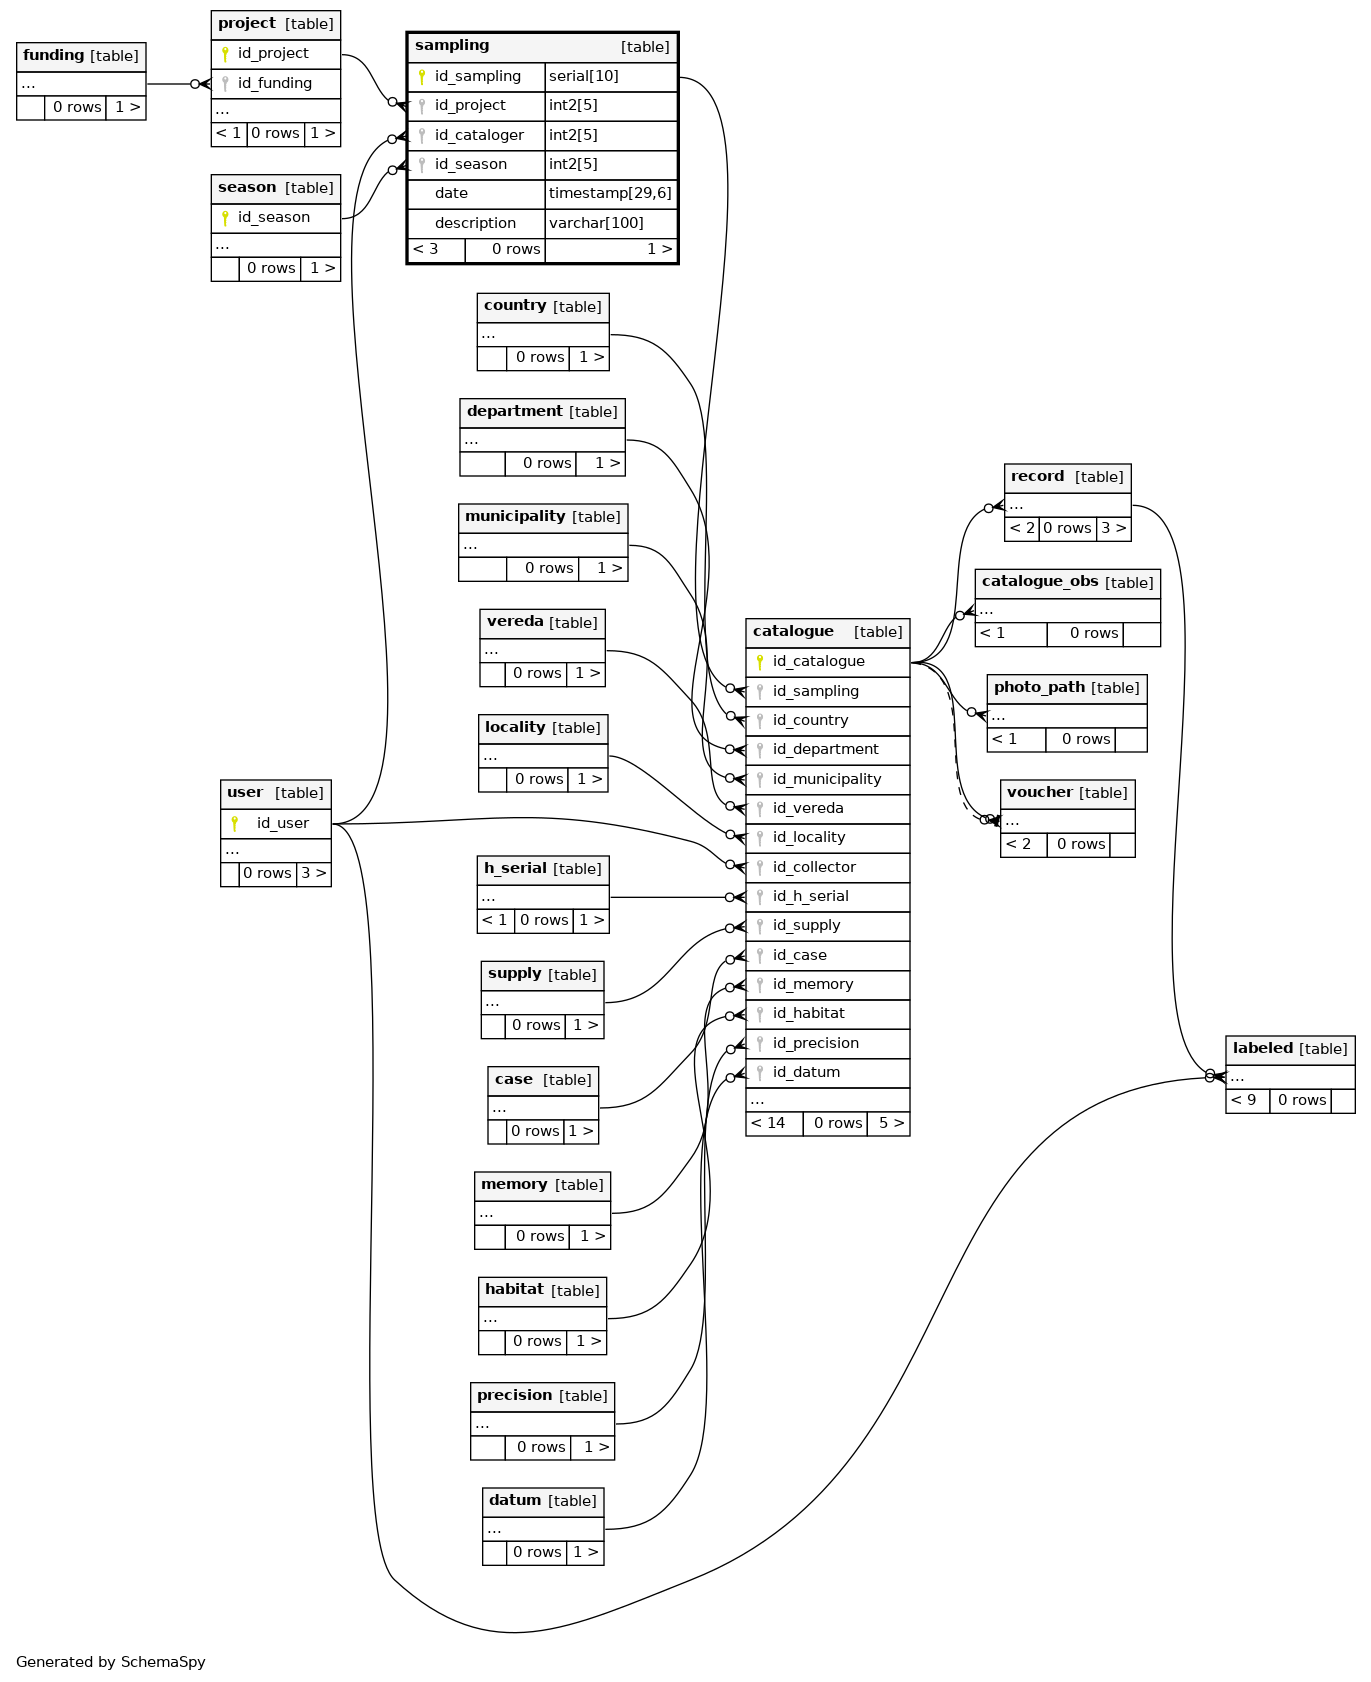 funding [table]
...
0 rows 1 >
project [table]
id_project
id_funding
...
< 1 0 rows 1 >
season [table]
id_season
...
0 rows 1 >
sampling [table]
id_sampling serial[10]
id_project int2[5]
id_cataloger int2[5]
id_season int2[5]
date timestamp[29,6]
description varchar[100]
< 3 0 rows 1 >
country [table]
...
0 rows 1 >
department [table]
...
0 rows 1 >
municipality [table]
...
0 rows 1 >
vereda [table]
...
0 rows 1 >
locality [table]
...
0 rows 1 >
user [table]
id_user
...
0 rows 3 >
h_serial [table]
...
< 1 0 rows 1 >
supply [table]
...
0 rows 1 >
case [table]
...
0 rows 1 >
memory [table]
...
0 rows 1 >
habitat [table]
...
0 rows 1 >
precision [table]
...
0 rows 1 >
datum [table]
...
0 rows 1 >
catalogue [table]
id_catalogue
id_sampling
id_country
id_department
id_municipality
id_vereda
id_locality
id_collector
id_h_serial
id_supply
id_case
id_memory
id_habitat
id_precision
id_datum
...
< 14 0 rows 5 >
record [table]
...
< 2 0 rows 3 >
catalogue_obs [table]
...
< 1 0 rows
photo_path [table]
...
< 1 0 rows
voucher [table]
...
< 2 0 rows
labeled [table]
...
< 9 0 rows
Generated by SchemaSpy